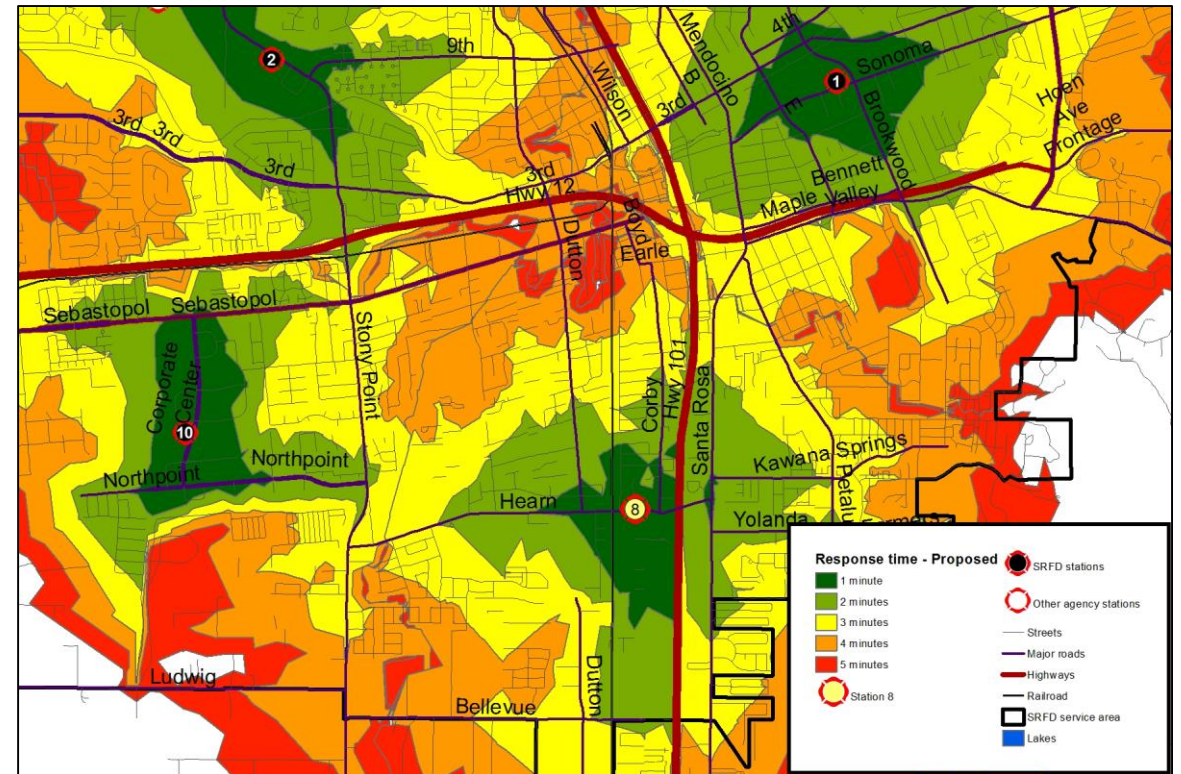 9th
2
Wilson
B
Mendocino
4th
Sonoma
1
E
3rd
Brookwood
Hoen
Ave
Frontage
3rd
3rd
3rd
3rd
Hwy 12
Bennett
Maple Valley
Boyd
Earle
Dutton
Sebastopol
Sebastopol
Stony Point
Corporate
Center
10
Northpoint
Northpoint
Corby
Hwy 101
Santa Rosa
Kawana Springs
Petalu
Hearn
8
Yolanda
Ludwig
Bellevue
Dutton
Response time - Proposed
1 minute
2 minutes
3 minutes
4 minutes
5 minutes
Station 8
SRFD stations
Other agency stations
Streets
Major roads
Highways
Railroad
SRFD service area
Lakes